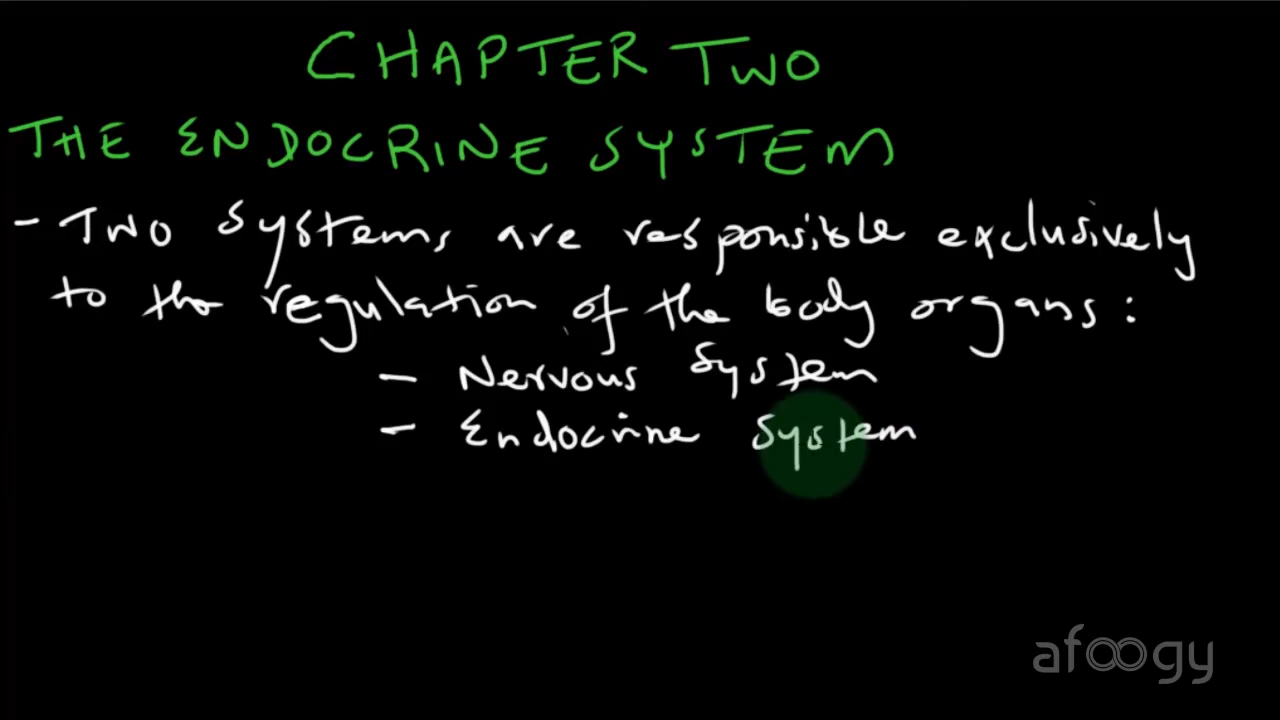 CHAPTER TWO
THE ENDOCRINE SYSTEM
- Two systems are responsible exclusively
to the regulation of the body organs:
- Nervous System
- Endocrine System
afoogy